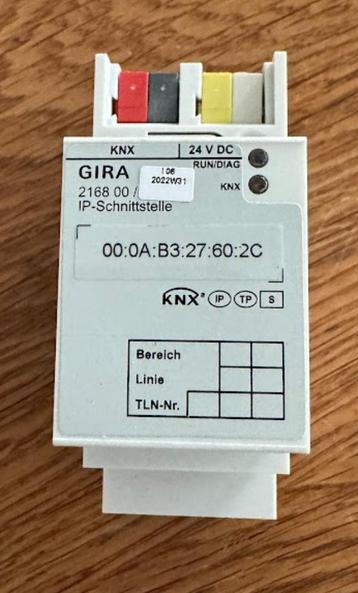 KNX 24 V DC
RUN/DIAG
GIRA
I 06
2022W31
KNX
2168 00 /
IP-Schnittstelle
00:0A:B3:27:60:2C
KNX® IP TP S
Bereich
Linie
TLN-Nr.